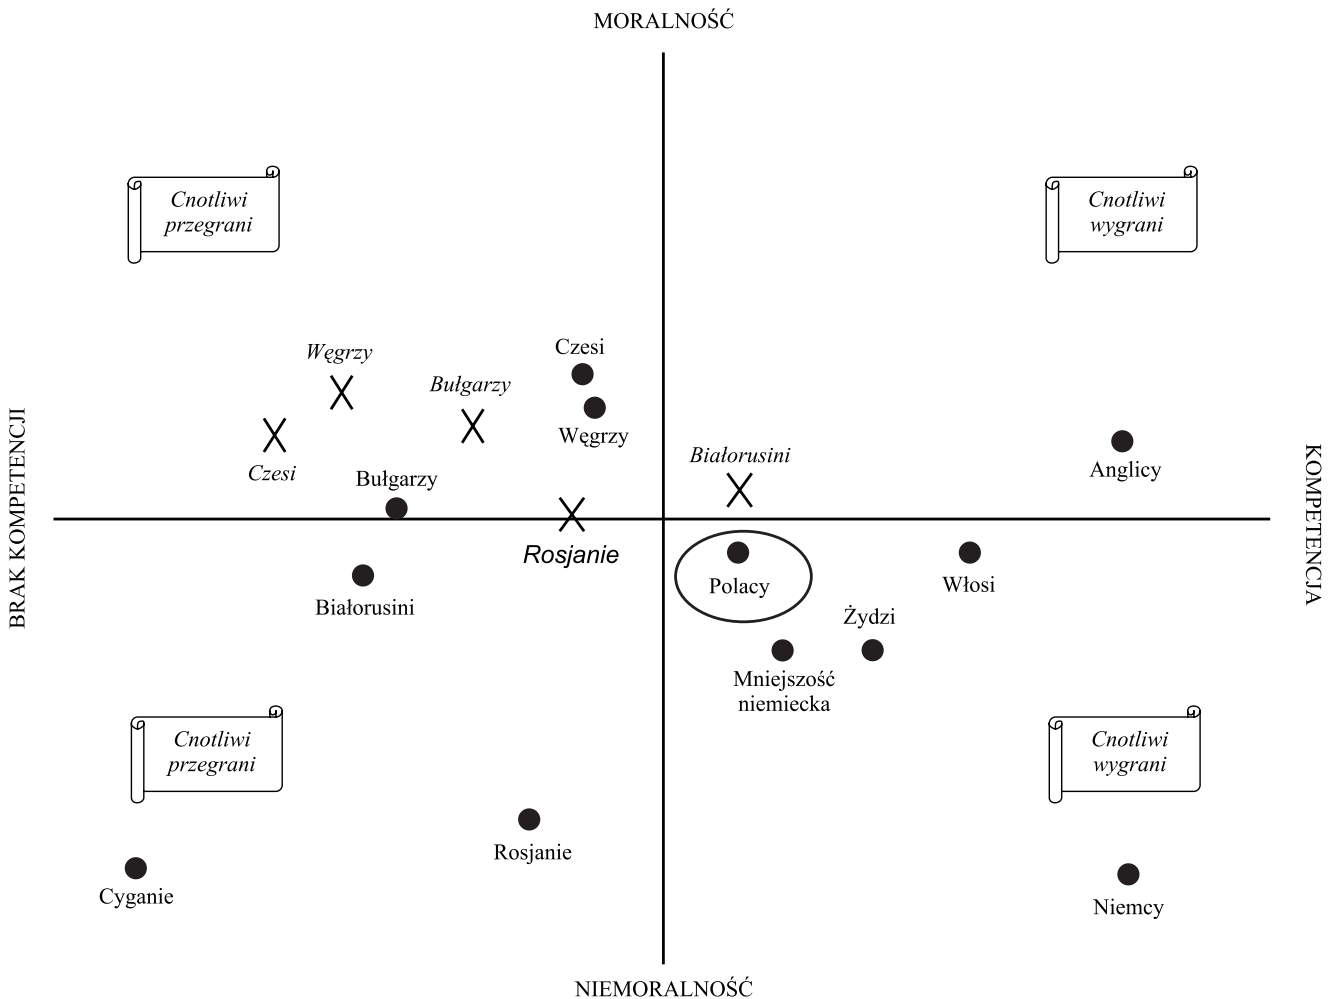 MORALNOŚĆ
Cnotliwi
przegrani
Cnotliwi
wygrani
Węgrzy
Czesi
Bułgarzy
Węgrzy
Białorusini
Anglicy
Czesi
Bułgarzy
BRAK KOMPETENCJI
KOMPETENCJA
Rosjanie
Polacy
Włosi
Białorusini
Żydzi
Mniejszość
niemiecka
Cnotliwi
przegrani
Cnotliwi
wygrani
Rosjanie
Cyganie
Niemcy
NIEMORALNOŚĆ